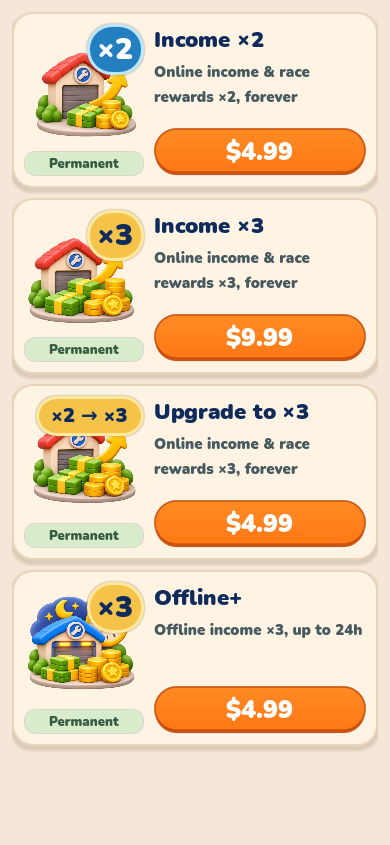 ×2
Income ×2
Online income & race
rewards ×2, forever
Permanent
$4.99
×3
Income ×3
Online income & race
rewards ×3, forever
Permanent
$9.99
×2 → ×3
Upgrade to ×3
Online income & race
rewards ×3, forever
Permanent
$4.99
×3
Offline+
Offline income ×3, up to 24h
Permanent
$4.99